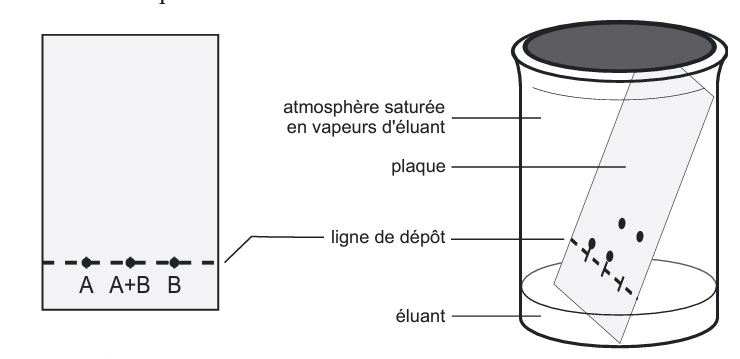 A A+B B
atmosphère saturée
en vapeurs d'éluant
plaque
ligne de dépôt
éluant